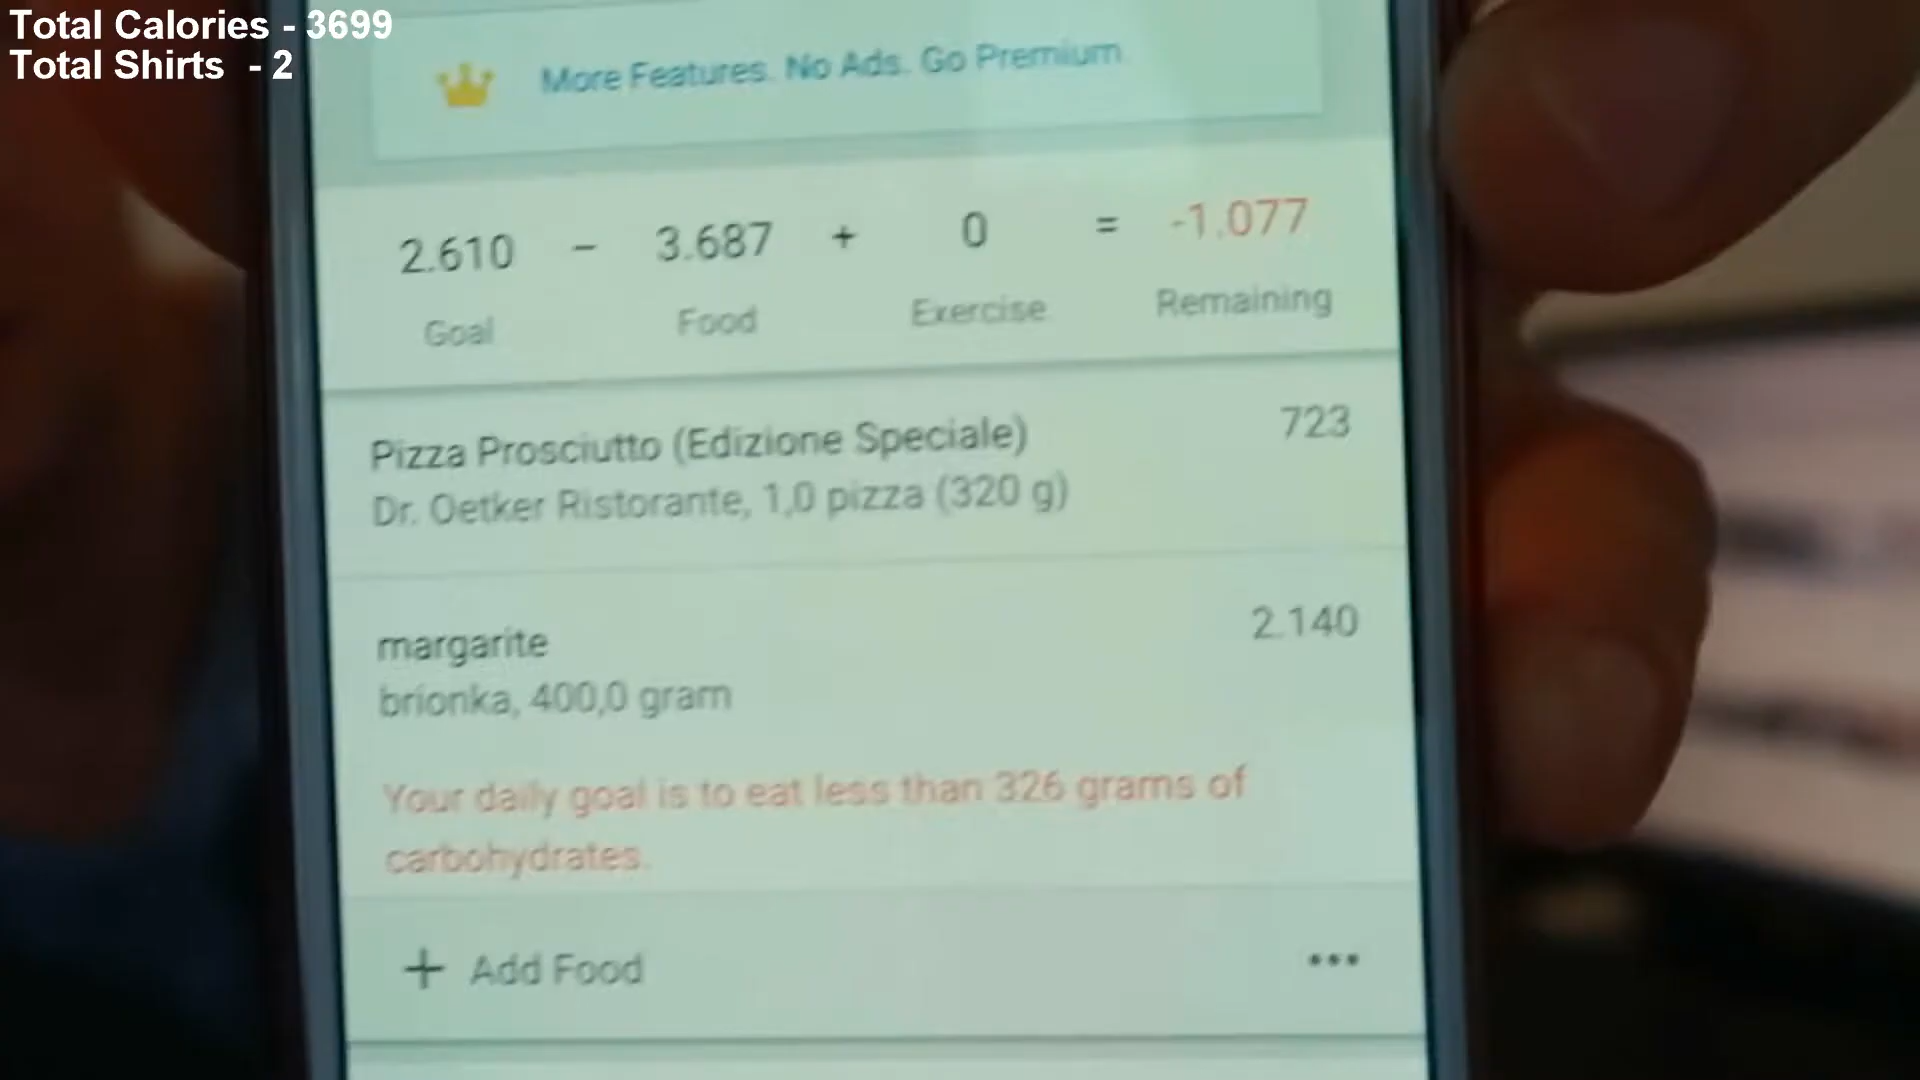 Total Calories - 3699
Total Shirts - 2
More Features. No Ads. Go Premium.
2.610 - 3.687 + 0 = -1.077
Goal Food Exercise Remaining
Pizza Prosciutto (Edizione Speciale) 723
Dr. Oetker Ristorante, 1,0 pizza (320 g)
margarite 2.140
brionka, 400,0 gram
Your daily goal is to eat less than 326 grams of
carbohydrates.
+ Add Food